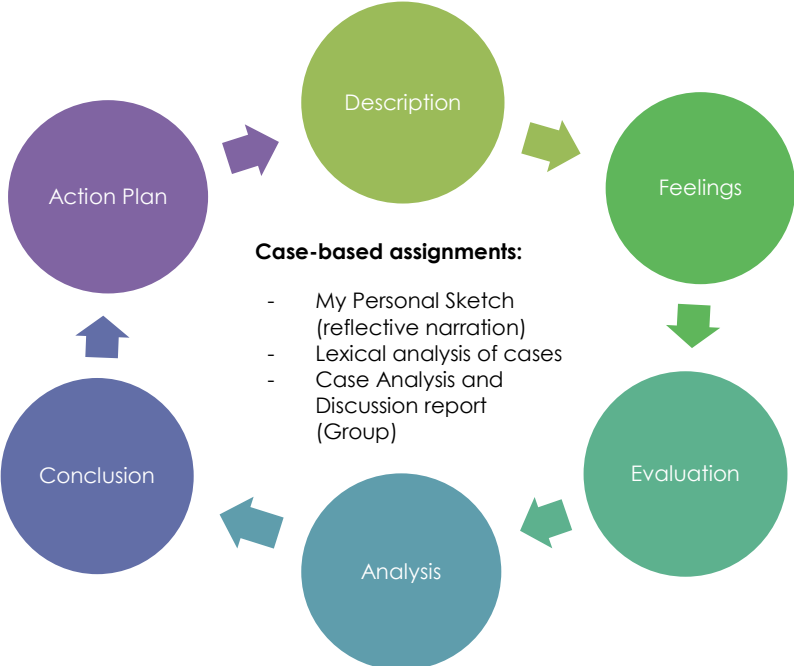 Description
Feelings
Action Plan
Case-based assignments:
- My Personal Sketch
(reflective narration)
- Lexical analysis of cases
- Case Analysis and
Discussion report
(Group)
Evaluation
Conclusion
Analysis